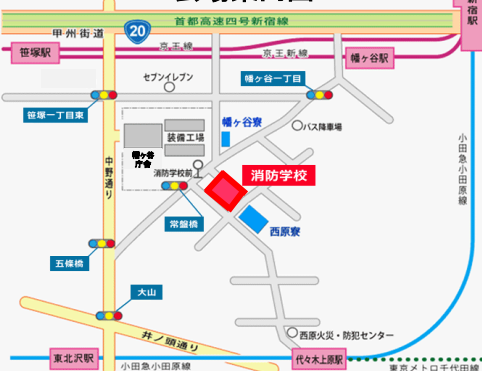 首都高速四号新宿線
甲州街道
20
新宿駅
京王線
京王新線
笹塚駅
幡ヶ谷駅
セブンイレブン
幡ヶ谷一丁目
笹塚一丁目東
幡ヶ谷寮
バス降車場
装備工場
幡ヶ谷
庁舎
中野通り
消防学校前
消防学校
小田急小田原線
常盤橋
西原寮
五條橋
大山
井ノ頭通り
西原火災・防犯センター
東北沢駅
小田急小田原線
代々木上原駅
東京メトロ千代田線